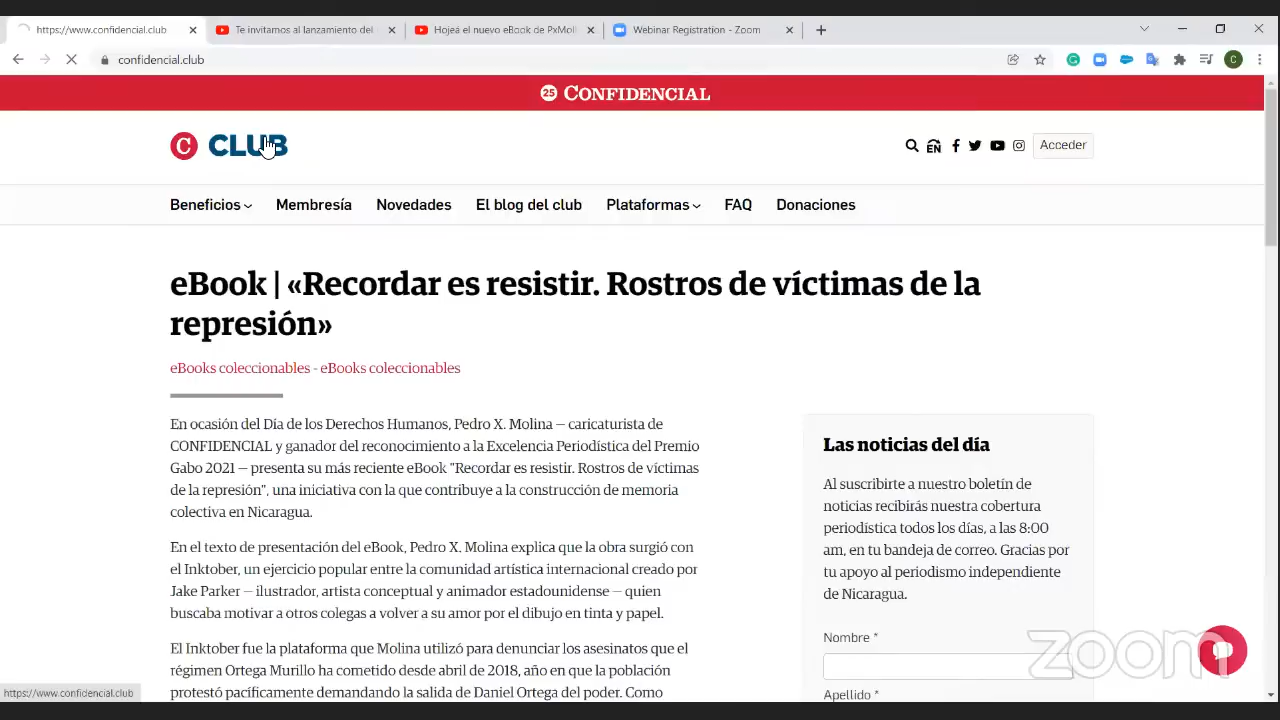 https://www.confidencial.club
Te invitamos al lanzamiento del
Hojeá el nuevo eBook de PxMoli
Webinar Registration - Zoom
confidencial.club
C
25 CONFIDENCIAL
C CLUB
EN
Acceder
Beneficios
Membresía
Novedades
El blog del club
Plataformas
FAQ
Donaciones
eBook | «Recordar es resistir. Rostros de víctimas de la
represión»
eBooks coleccionables - eBooks coleccionables
En ocasión del Día de los Derechos Humanos, Pedro X. Molina — caricaturista de
CONFIDENCIAL y ganador del reconocimiento a la Excelencia Periodística del Premio
Gabo 2021 — presenta su más reciente eBook "Recordar es resistir. Rostros de víctimas
de la represión", una iniciativa con la que contribuye a la construcción de memoria
colectiva en Nicaragua.
En el texto de presentación del eBook, Pedro X. Molina explica que la obra surgió con
el Inktober, un ejercicio popular entre la comunidad artística internacional creado por
Jake Parker — ilustrador, artista conceptual y animador estadounidense — quien
buscaba motivar a otros colegas a volver a su amor por el dibujo en tinta y papel.
El Inktober fue la plataforma que Molina utilizó para denunciar los asesinatos que el
régimen Ortega Murillo ha cometido desde abril de 2018, año en que la población
protestó pacíficamente demandando la salida de Daniel Ortega del poder. Como
Las noticias del día
Al suscribirte a nuestro boletín de
noticias recibirás nuestra cobertura
periodística todos los días, a las 8:00
am, en tu bandeja de correo. Gracias por
tu apoyo al periodismo independiente
de Nicaragua.
Nombre *
Apellido *
zoom
https://www.confidencial.club